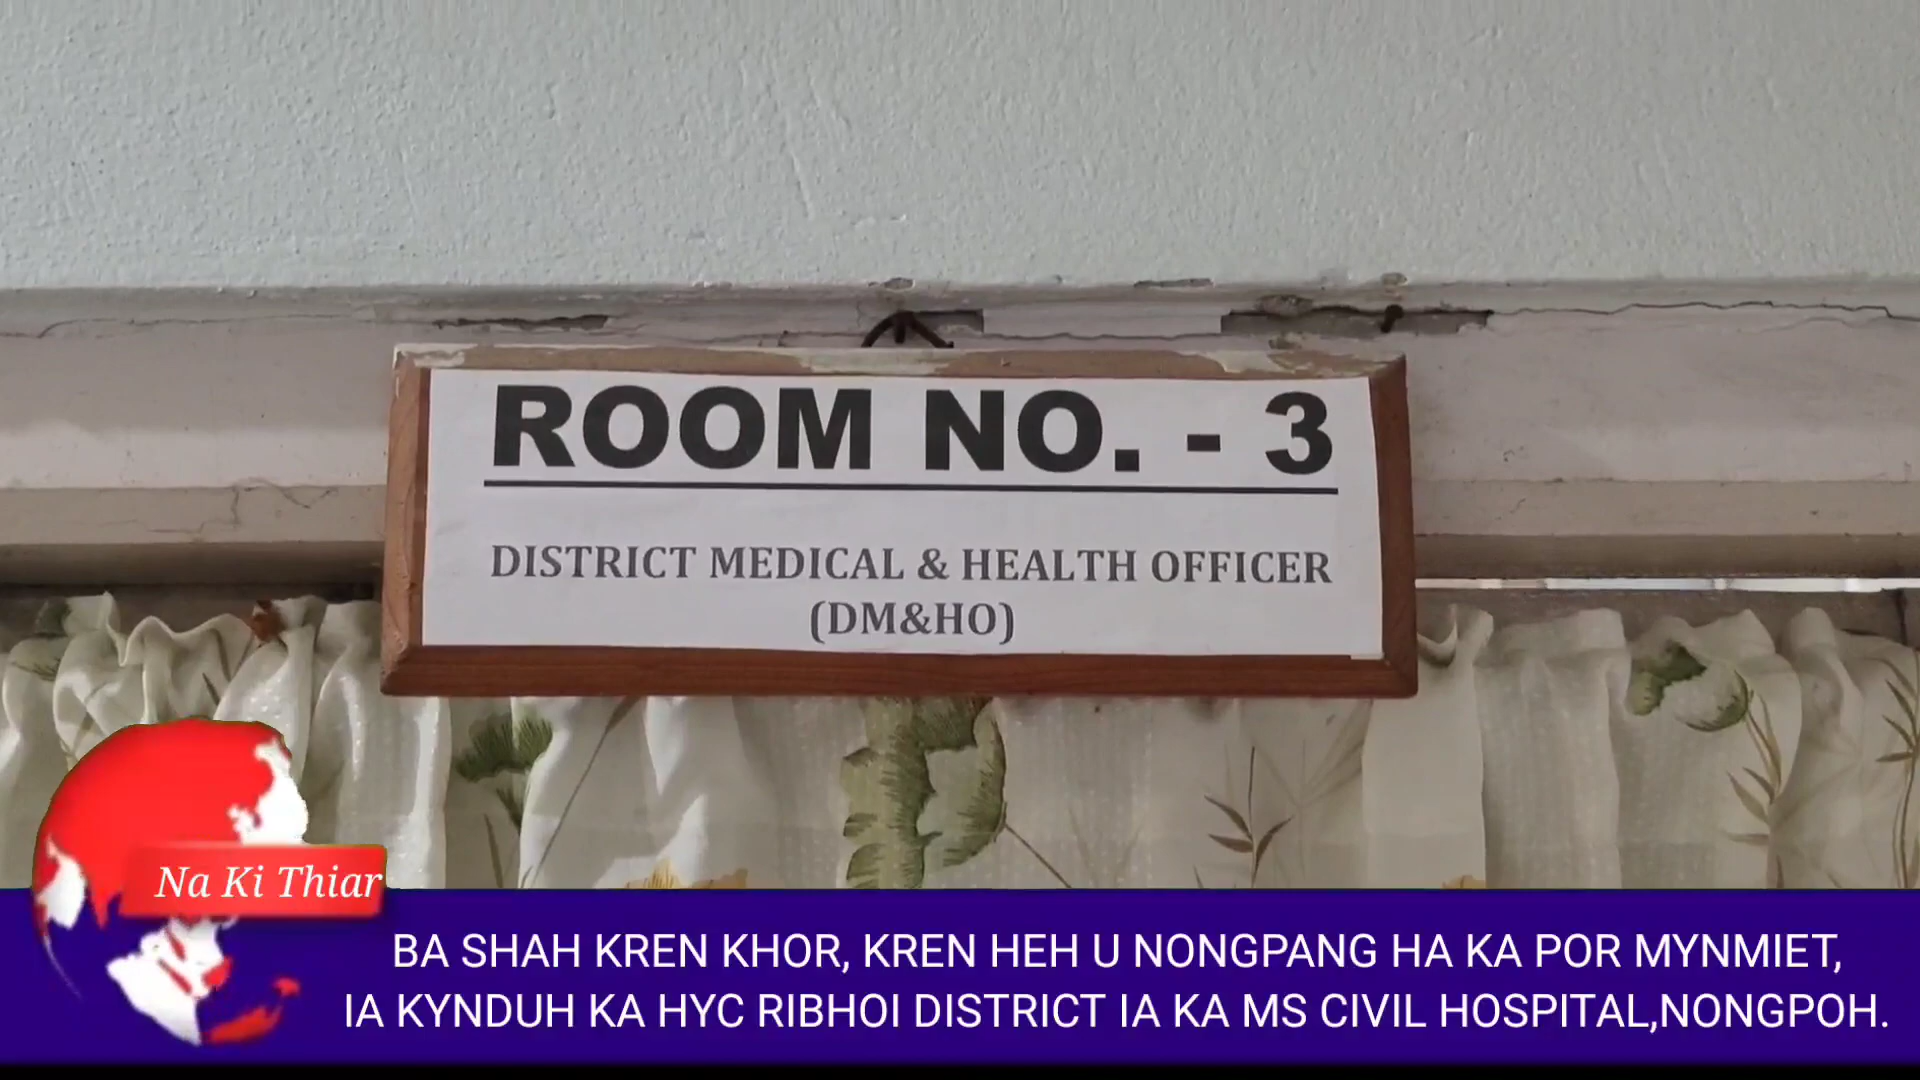 ROOM NO. - 3
DISTRICT MEDICAL & HEALTH OFFICER
(DM&HO)
Na Ki Thiar
BA SHAH KREN KHOR, KREN HEH U NONGPANG HA KA POR MYNMIET,
IA KYNDUH KA HYC RIBHOI DISTRICT IA KA MS CIVIL HOSPITAL,NONGPOH.